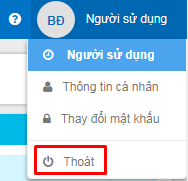 BĐ Người sử dụng
Người sử dụng
Thông tin cá nhân
Thay đổi mật khẩu
Thoát